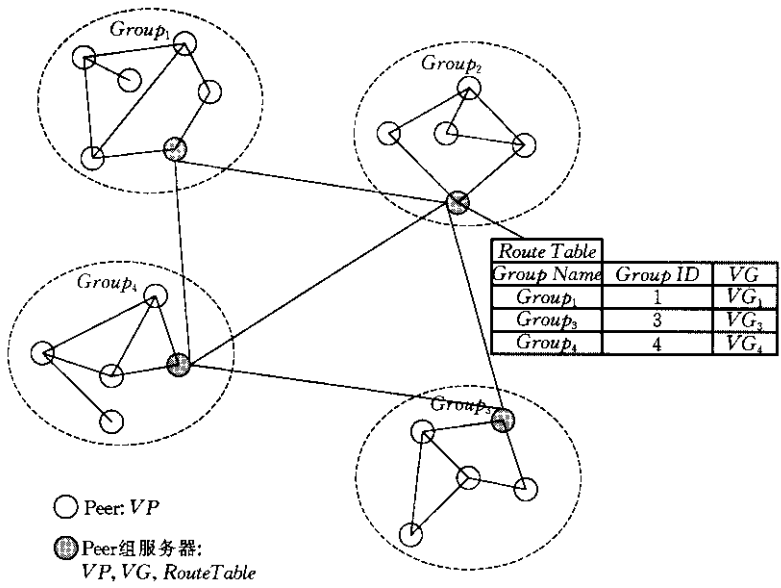 Group₁
Group₂
Route Table
Group Name Group ID VG
Group₁ 1 VG₁
Group₃ 3 VG₃
Group₄ 4 VG₄
Group₄
Group₃
Peer: VP
Peer组服务器:
VP, VG, RouteTable